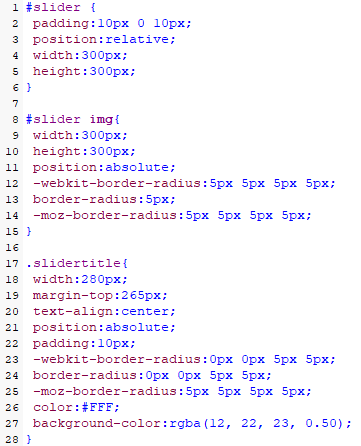 1 #slider {
2 padding:10px 0 10px;
3 position:relative;
4 width:300px;
5 height:300px;
6 }
7
8 #slider img{
9 width:300px;
10 height:300px;
11 position:absolute;
12 -webkit-border-radius:5px 5px 5px 5px;
13 border-radius:5px;
14 -moz-border-radius:5px 5px 5px 5px;
15 }
16
17 .slidertitle{
18 width:280px;
19 margin-top:265px;
20 text-align:center;
21 position:absolute;
22 padding:10px;
23 -webkit-border-radius:0px 0px 5px 5px;
24 border-radius:0px 0px 5px 5px;
25 -moz-border-radius:5px 5px 5px 5px;
26 color:#FFF;
27 background-color:rgba(12, 22, 23, 0.50);
28 }